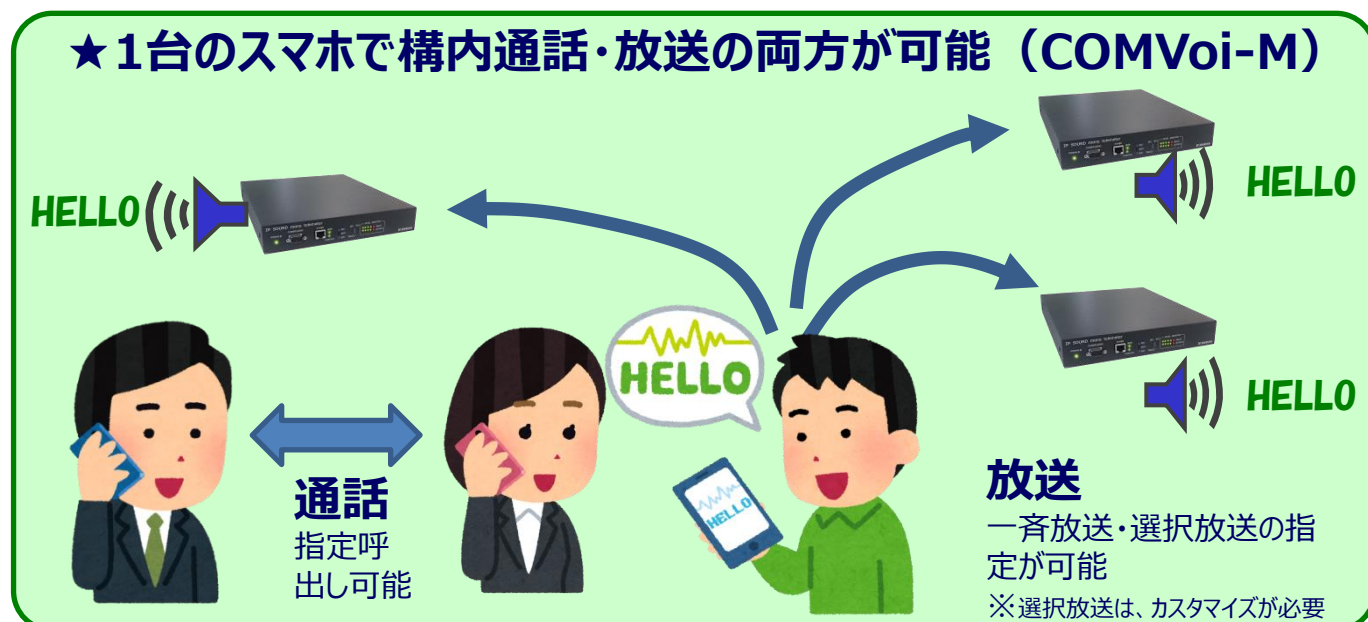 ★1台のスマホで構内通話・放送の両方が可能（COMVoi-M）
HELLO
HELLO
HELLO
HELLO
HELLO
通話
指定呼
出し可能
放送
一斉放送・選択放送の指
定が可能
※選択放送は、カスタマイズが必要